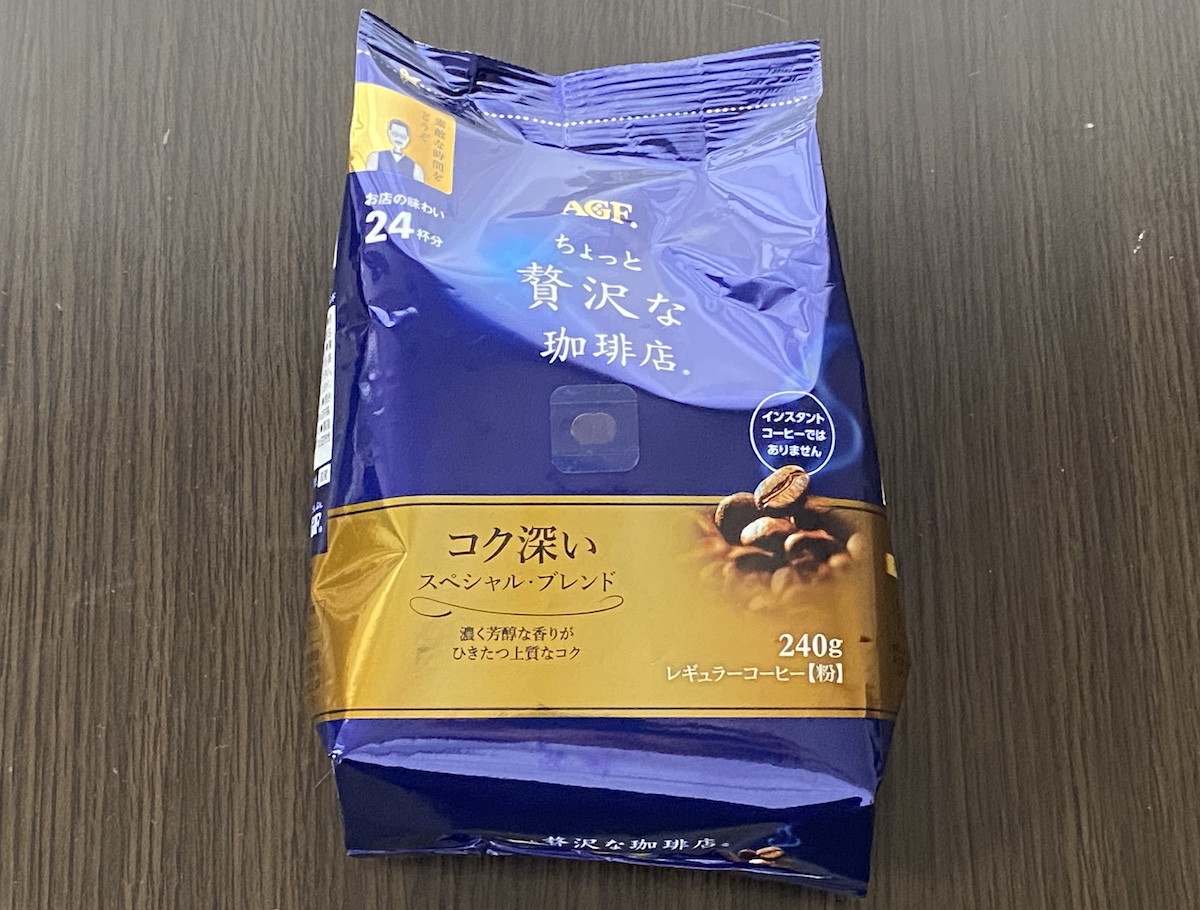 素敵な時間を
どうぞ
お店の味わい
24杯分
AGF®
ちょっと
贅沢な
珈琲店®
インスタント
コーヒーでは
ありません
コク深い
スペシャル・ブレンド
濃く芳醇な香りが
ひきたつ上質なコク
240g
レギュラーコーヒー【粉】
贅沢な珈琲店®